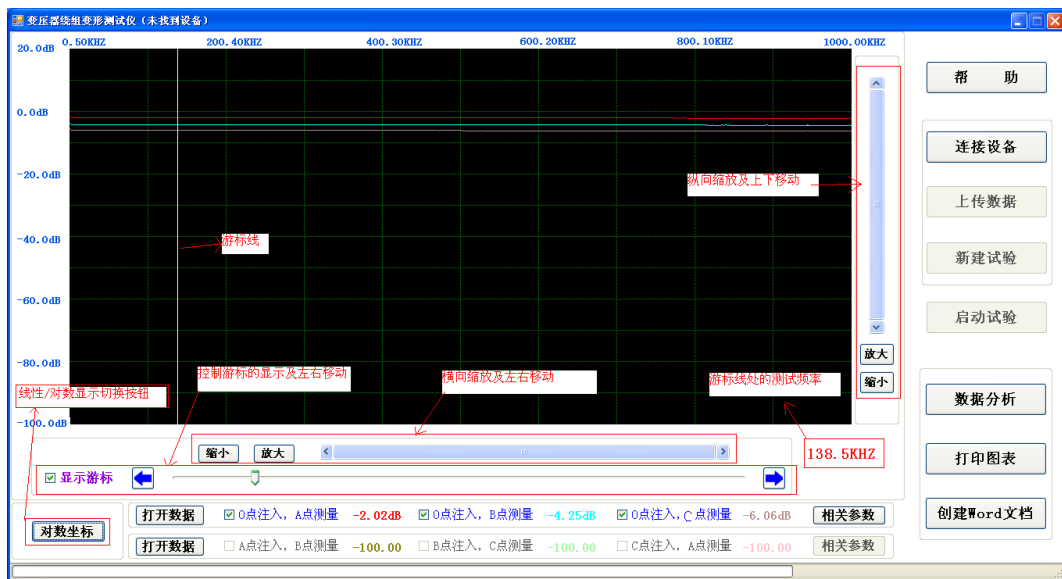 变压器绕组变形测试仪（未找到设备）
0.50KHZ 200.40KHZ 400.30KHZ 600.20KHZ 800.10KHZ 1000.00KHZ
20.0dB
0.0dB
-20.0dB
-40.0dB
-60.0dB
-80.0dB
-100.0dB
纵向缩放及上下移动
游标线
控制游标的显示及左右移动
横向缩放及左右移动
游标线处的测试频率
线性/对数显示切换按钮
放大
缩小
138.5KHZ
缩小 放大
显示游标
对数坐标
打开数据 O点注入，A点测量 -2.02dB O点注入，B点测量 -4.25dB O点注入，C点测量 -6.06dB 相关参数
打开数据 A点注入，B点测量 -100.00 B点注入，C点测量 -100.00 C点注入，A点测量 -100.00 相关参数
帮 助
连接设备
上传数据
新建试验
启动试验
数据分析
打印图表
创建Word文档